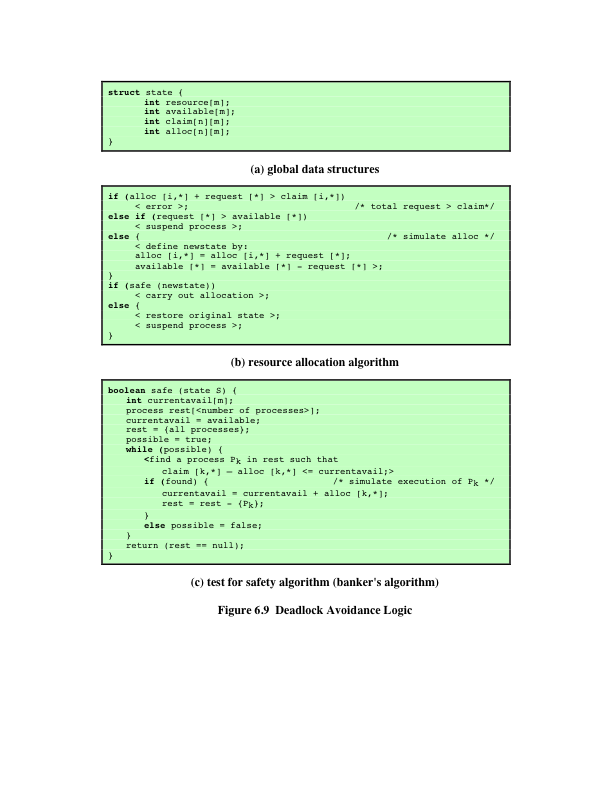 struct state {
int resource[m];
int available[m];
int claim[n][m];
int alloc[n][m];
}
(a) global data structures
if (alloc [i,*] + request [*] > claim [i,*])
< error >; /* total request > claim*/
else if (request [*] > available [*])
< suspend process >;
else { /* simulate alloc */
< define newstate by:
alloc [i,*] = alloc [i,*] + request [*];
available [*] = available [*] - request [*] >;
}
if (safe (newstate))
< carry out allocation >;
else {
< restore original state >;
< suspend process >;
}
(b) resource allocation algorithm
boolean safe (state S) {
int currentavail[m];
process rest[<number of processes>];
currentavail = available;
rest = {all processes};
possible = true;
while (possible) {
<find a process Pk in rest such that
claim [k,*] – alloc [k,*] <= currentavail;>
if (found) { /* simulate execution of Pk */
currentavail = currentavail + alloc [k,*];
rest = rest - {Pk};
}
else possible = false;
}
return (rest == null);
}
(c) test for safety algorithm (banker's algorithm)
Figure 6.9 Deadlock Avoidance Logic